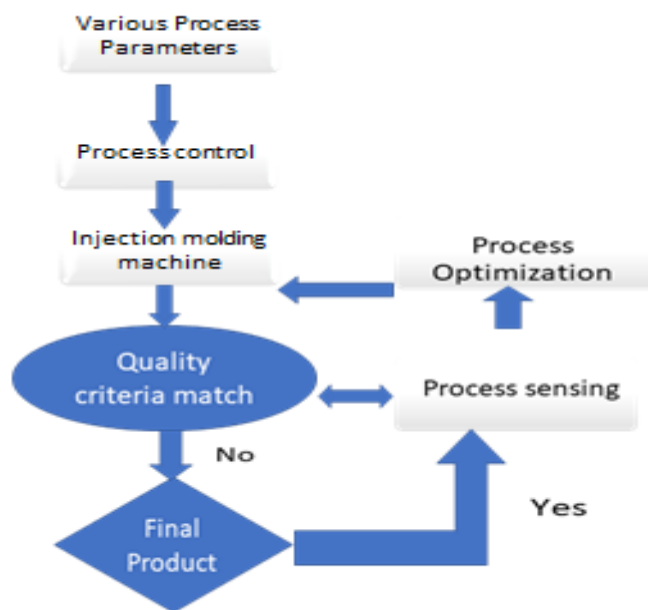 Various Process
Parameters
Process control
Injection molding
machine
Process
Optimization
Quality
criteria match
Process sensing
No
Yes
Final
Product